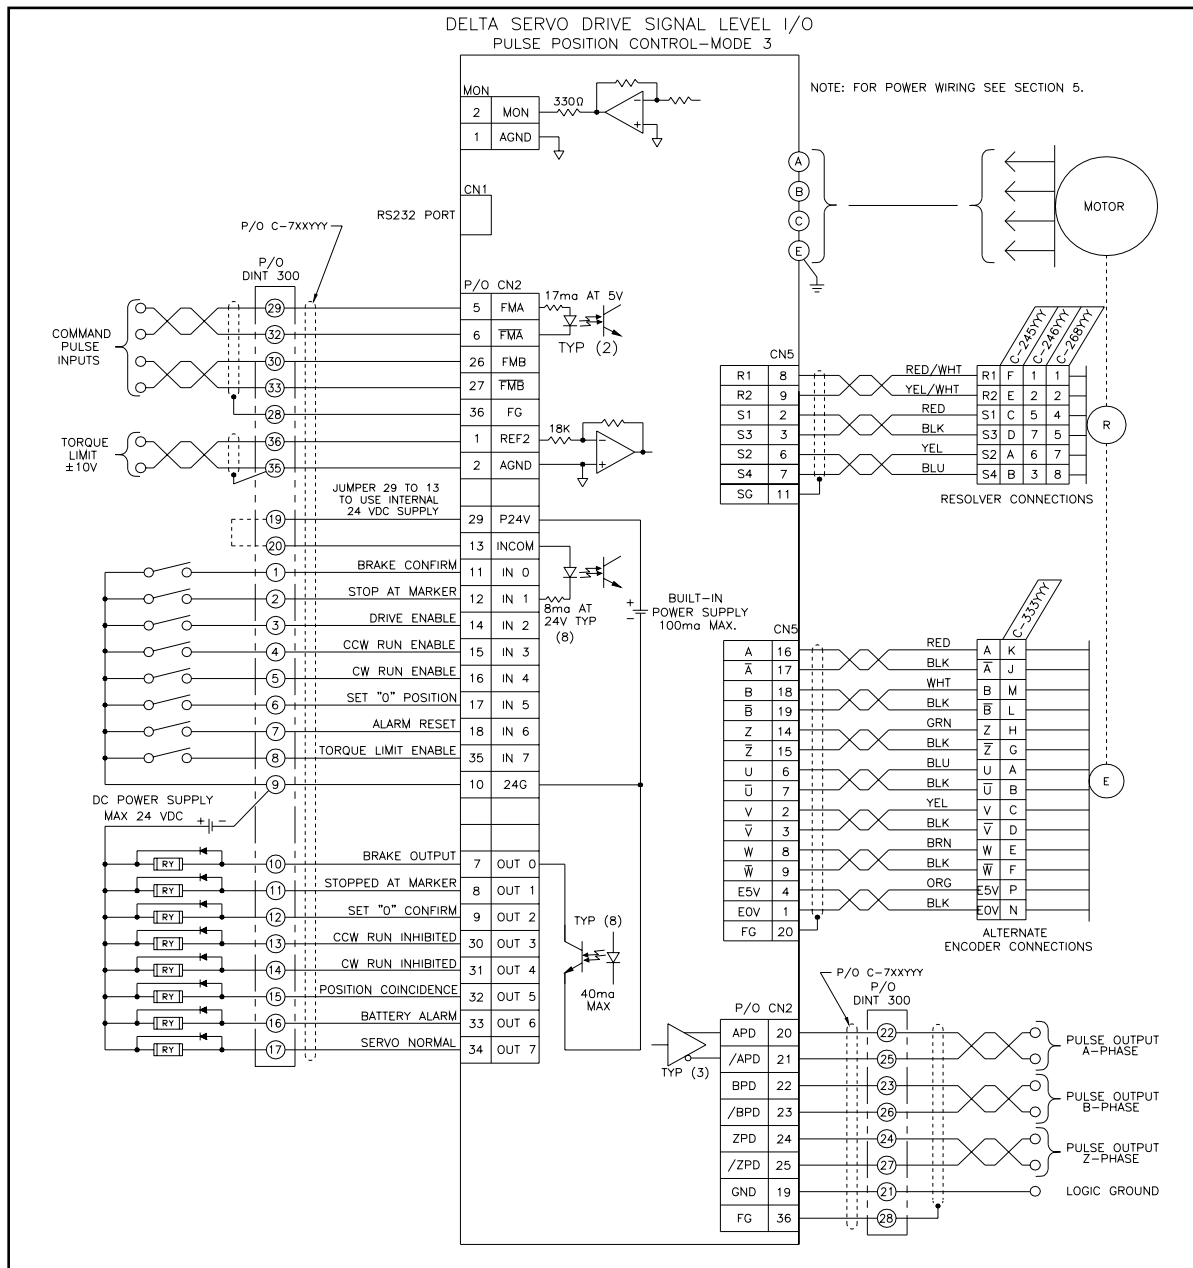 DELTA SERVO DRIVE SIGNAL LEVEL I/O
PULSE POSITION CONTROL-MODE 3
NOTE: FOR POWER WIRING SEE SECTION 5.
MON
2 MON 330Ω
1 AGND
CN1
RS232 PORT
A
B
C
E
MOTOR
P/O C-7XXYYY
P/O
DINT 300
P/O CN2
COMMAND
PULSE
INPUTS
29 5 FMA 17ma AT 5V
32 6 F̅M̅A̅
TYP (2)
30 26 FMB
33 27 F̅M̅B̅
28 36 FG
TORQUE
LIMIT
±10V
36 1 REF2 18K
35 2 AGND
JUMPER 29 TO 13
TO USE INTERNAL
24 VDC SUPPLY
19 29 P24V
20 13 INCOM
1 BRAKE CONFIRM 11 IN 0
2 STOP AT MARKER 12 IN 1
8ma AT
24V TYP
(8)
+
-
BUILT-IN
POWER SUPPLY
100ma MAX.
3 DRIVE ENABLE 14 IN 2
4 CCW RUN ENABLE 15 IN 3
5 CW RUN ENABLE 16 IN 4
6 SET "0" POSITION 17 IN 5
7 ALARM RESET 18 IN 6
8 TORQUE LIMIT ENABLE 35 IN 7
9 10 24G
DC POWER SUPPLY
MAX 24 VDC + -
RY 10 BRAKE OUTPUT 7 OUT 0
RY 11 STOPPED AT MARKER 8 OUT 1
RY 12 SET "0" CONFIRM 9 OUT 2
RY 13 CCW RUN INHIBITED 30 OUT 3
RY 14 CW RUN INHIBITED 31 OUT 4
RY 15 POSITION COINCIDENCE 32 OUT 5
RY 16 BATTERY ALARM 33 OUT 6
RY 17 SERVO NORMAL 34 OUT 7
TYP (8)
40ma
MAX
CN5
C-245YYY
C-246YYY
C-268YYY
R1 8 RED/WHT R1 F 1 1
R2 9 YEL/WHT R2 E 2 2
S1 2 RED S1 C 5 4
S3 3 BLK S3 D 7 5
S2 6 YEL S2 A 6 7
S4 7 BLU S4 B 3 8
SG 11
R
RESOLVER CONNECTIONS
CN5
C-333YYY
A 16 RED A K
A̅ 17 BLK A̅ J
B 18 WHT B M
B̅ 19 BLK B̅ L
Z 14 GRN Z H
Z̅ 15 BLK Z̅ G
U 6 BLU U A
U̅ 7 BLK U̅ B
V 2 YEL V C
V̅ 3 BLK V̅ D
W 8 BRN W E
W̅ 9 BLK W̅ F
E5V 4 ORG E5V P
E0V 1 BLK E0V N
FG 20
E
ALTERNATE
ENCODER CONNECTIONS
P/O C-7XXYYY
P/O
DINT 300
P/O CN2
TYP (3)
APD 20 22
/APD 21 25
PULSE OUTPUT
A-PHASE
BPD 22 23
/BPD 23 26
PULSE OUTPUT
B-PHASE
ZPD 24 24
/ZPD 25 27
PULSE OUTPUT
Z-PHASE
GND 19 21 LOGIC GROUND
FG 36 28